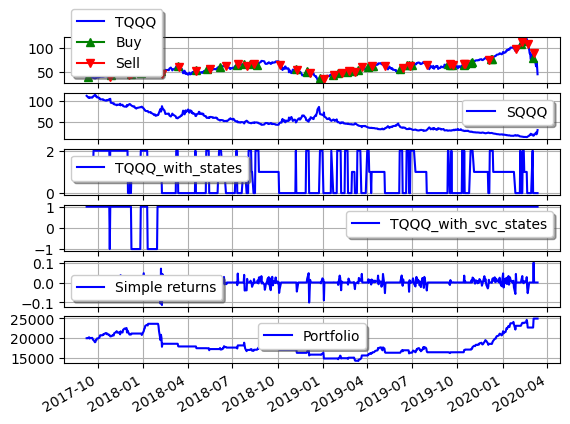 TQQQ
Buy
Sell
100
50
SQQQ
100
50
TQQQ_with_states
2
0
TQQQ_with_svc_states
1
0
−1
Simple returns
0.1
0.0
−0.1
Portfolio
25000
20000
15000
2017-10 2018-01 2018-04 2018-07 2018-10 2019-01 2019-04 2019-07 2019-10 2020-01 2020-04